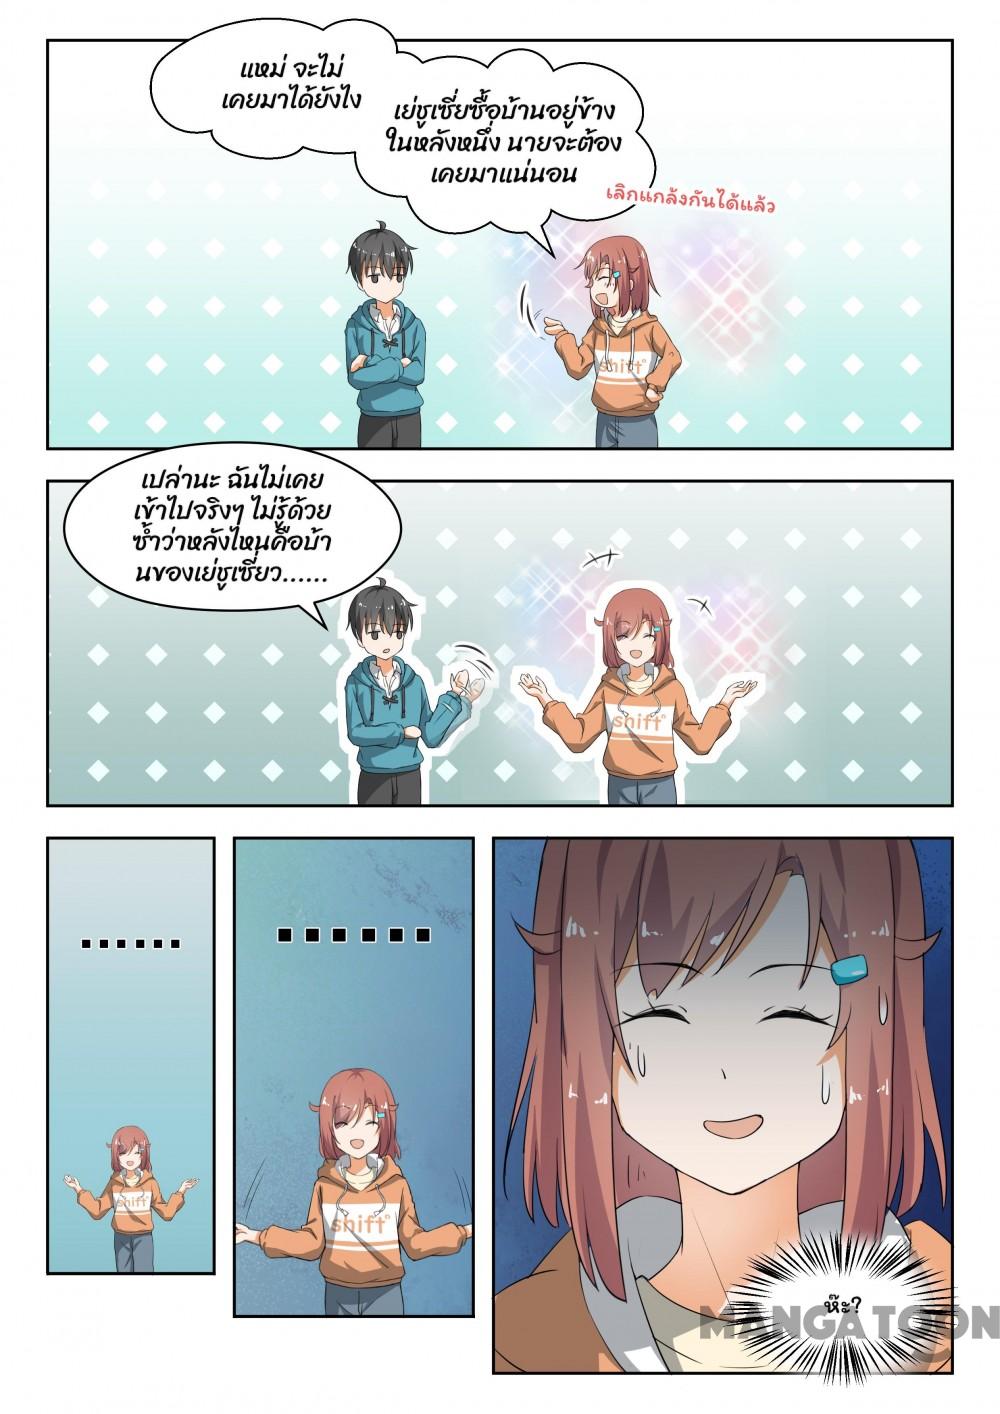 แหม่ จะไม่
เคยมาได้ยังไง
เย่ชูเซี่ยซื้อบ้านอยู่ข้าง
ในหลังหนึ่ง นายจะต้อง
เคยมาแน่นอน
เลิกแกล้งกันได้แล้ว
shift
เปล่านะ ฉันไม่เคย
เข้าไปจริงๆ ไม่รู้ด้วย
ซ้ำว่าหลังไหนคือบ้า
นของเย่ชูเซี่ยว......
shift
......
shift
......
shift
ห๊ะ?
MANGATOON